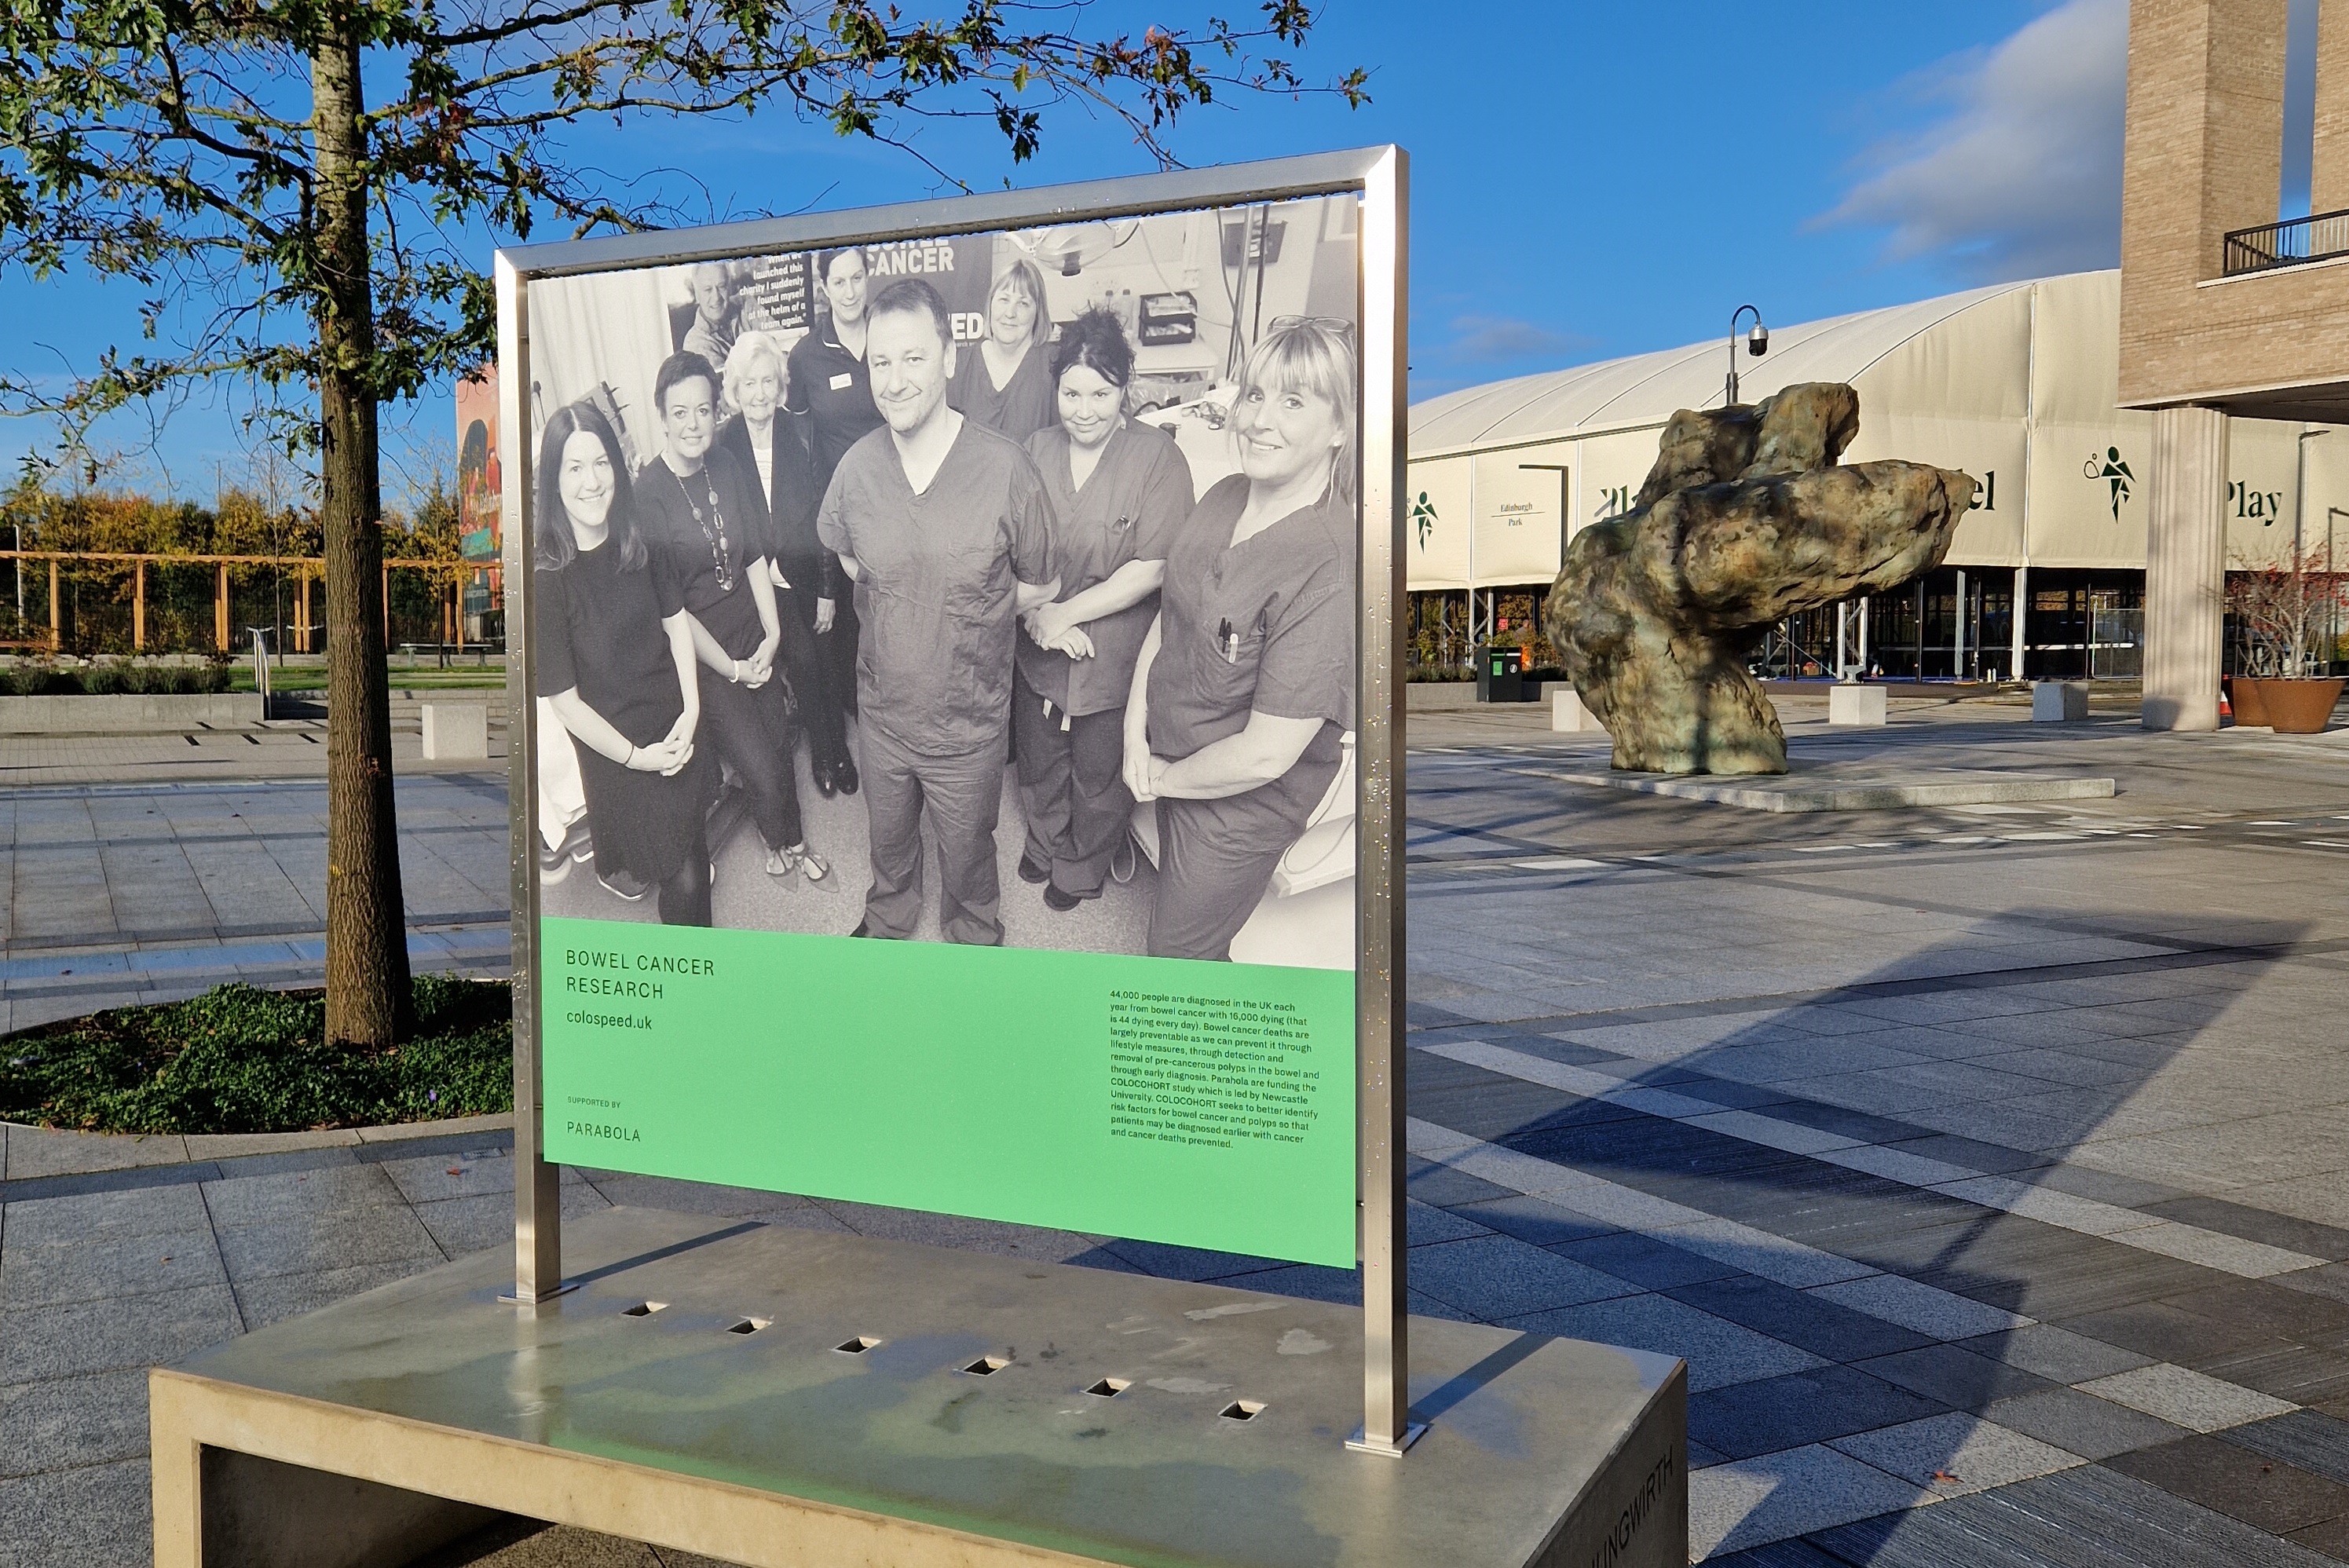 When we
launched this
charity I suddenly
found myself
at the helm of a
team again."
BOWEL
CANCER
ED
Edinburgh
Park
Pla
el
Play
BOWEL CANCER
RESEARCH
colospeed.uk
SUPPORTED BY
PARABOLA
44,000 people are diagnosed in the UK each
year from bowel cancer with 16,000 dying (that
is 44 dying every day). Bowel cancer deaths are
largely preventable as we can prevent it through
lifestyle measures, through detection and
removal of pre-cancerous polyps in the bowel and
through early diagnosis. Parabola are funding the
COLOCOHORT study which is led by Newcastle
University. COLOCOHORT seeks to better identify
risk factors for bowel cancer and polyps so that
patients may be diagnosed earlier with cancer
and cancer deaths prevented.
LINGWIRTH